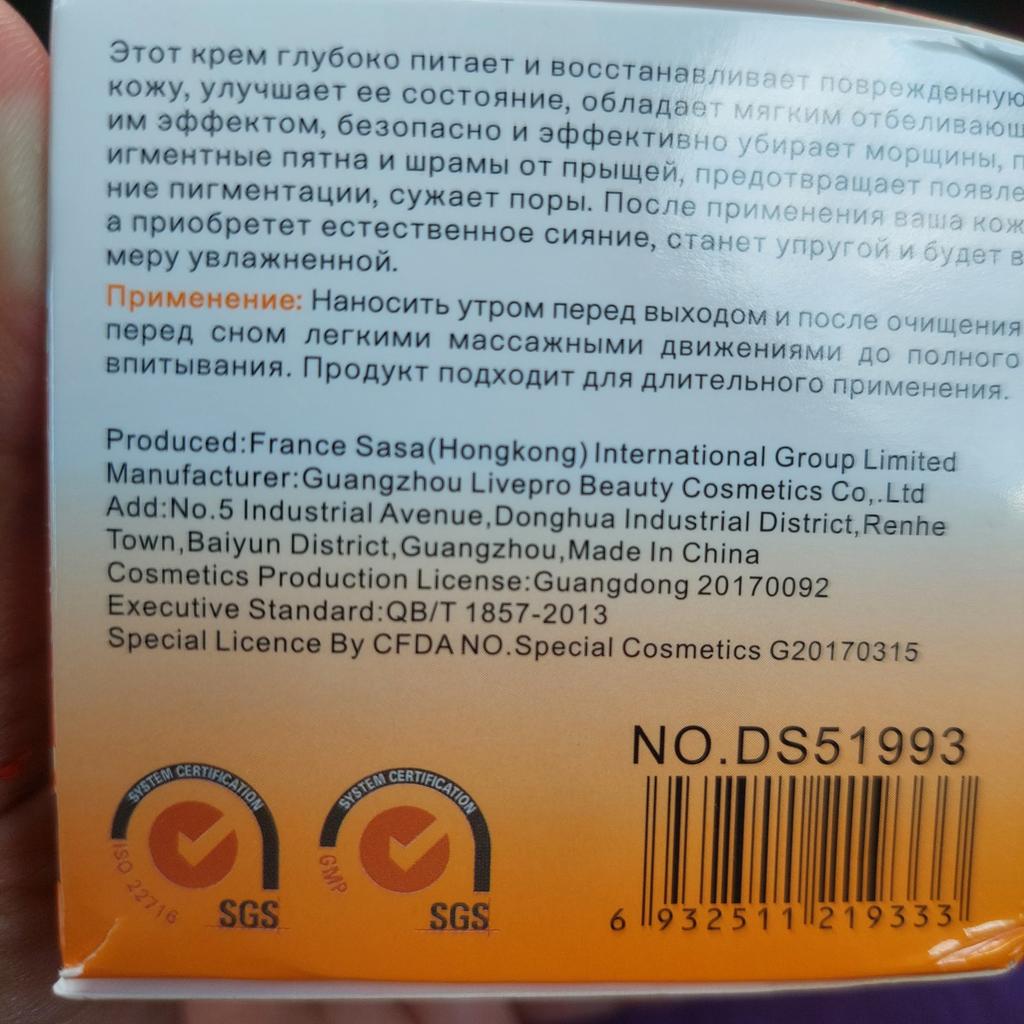 Этот крем глубоко питает и восстанавливает поврежденную
кожу, улучшает ее состояние, обладает мягким отбеливающ
им эффектом, безопасно и эффективно убирает морщины, п
игментные пятна и шрамы от прыщей, предотвращает появле
ние пигментации, сужает поры. После применения ваша кож
а приобретет естественное сияние, станет упругой и будет в
меру увлажненной.
Применение: Наносить утром перед выходом и после очищения
перед сном легкими массажными движениями до полного
впитывания. Продукт подходит для длительного применения.
Produced:France Sasa(Hongkong) International Group Limited
Manufacturer:Guangzhou Livepro Beauty Cosmetics Co,.Ltd
Add:No.5 Industrial Avenue,Donghua Industrial District,Renhe
Town,Baiyun District,Guangzhou,Made In China
Cosmetics Production License:Guangdong 20170092
Executive Standard:QB/T 1857-2013
Special Licence By CFDA NO.Special Cosmetics G20170315
NO.DS51993
SYSTEM CERTIFICATION
ISO 22716
SGS
SYSTEM CERTIFICATION
GMP
SGS
6 932511 219333